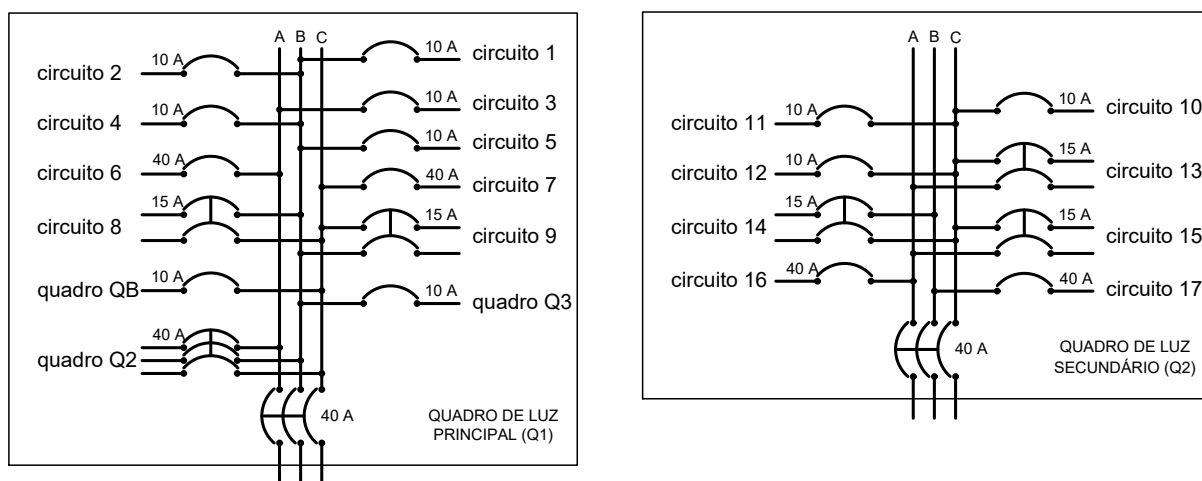 A B C
10 A
circuito 1
10 A
circuito 2
10 A
circuito 3
10 A
circuito 4
10 A
circuito 5
40 A
circuito 6
40 A
circuito 7
15 A
circuito 8
15 A
circuito 9
10 A
quadro QB
10 A
quadro Q3
40 A
quadro Q2
40 A
QUADRO DE LUZ
PRINCIPAL (Q1)
A B C
10 A
circuito 10
10 A
circuito 11
10 A
circuito 12
15 A
circuito 13
15 A
circuito 14
15 A
circuito 15
40 A
circuito 16
40 A
circuito 17
40 A
QUADRO DE LUZ
SECUNDÁRIO (Q2)